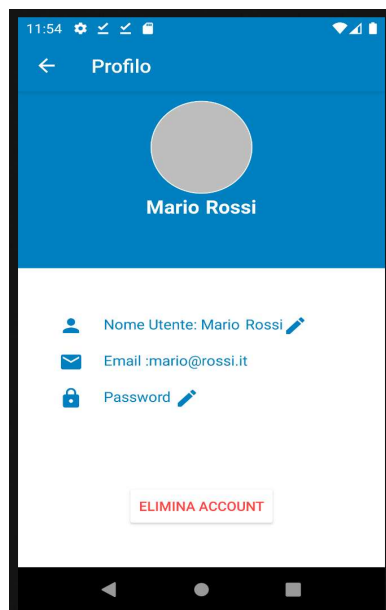 11:54
Profilo
Mario Rossi
Nome Utente: Mario Rossi
Email :mario@rossi.it
Password
ELIMINA ACCOUNT